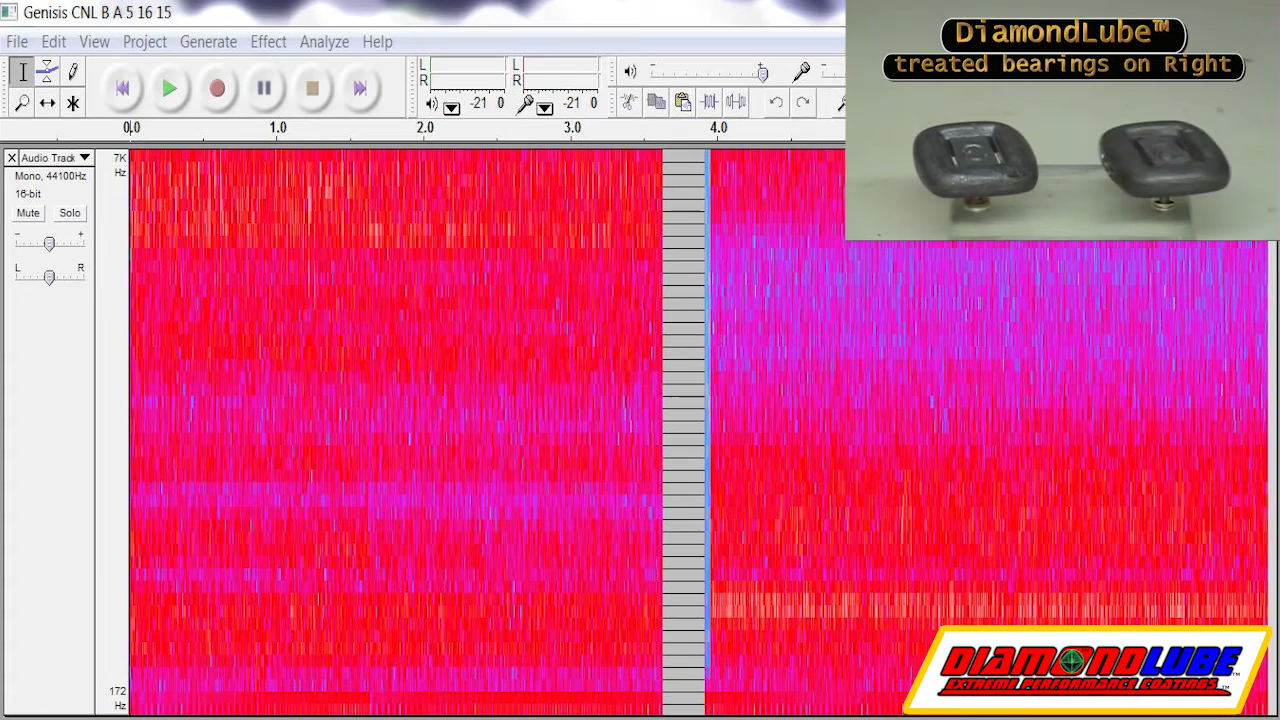 Genisis CNL B A 5 16 15
File Edit View Project Generate Effect Analyze Help
DiamondLube™
treated bearings on Right
L
R
L
R
-21 0
-21 0
0.0 1.0 2.0 3.0 4.0
X Audio Track
7K
Hz
Mono, 44100Hz
16-bit
Mute Solo
- +
L R
172
Hz
DIAMONDLUBE™
EXTREME PERFORMANCE COATINGS™